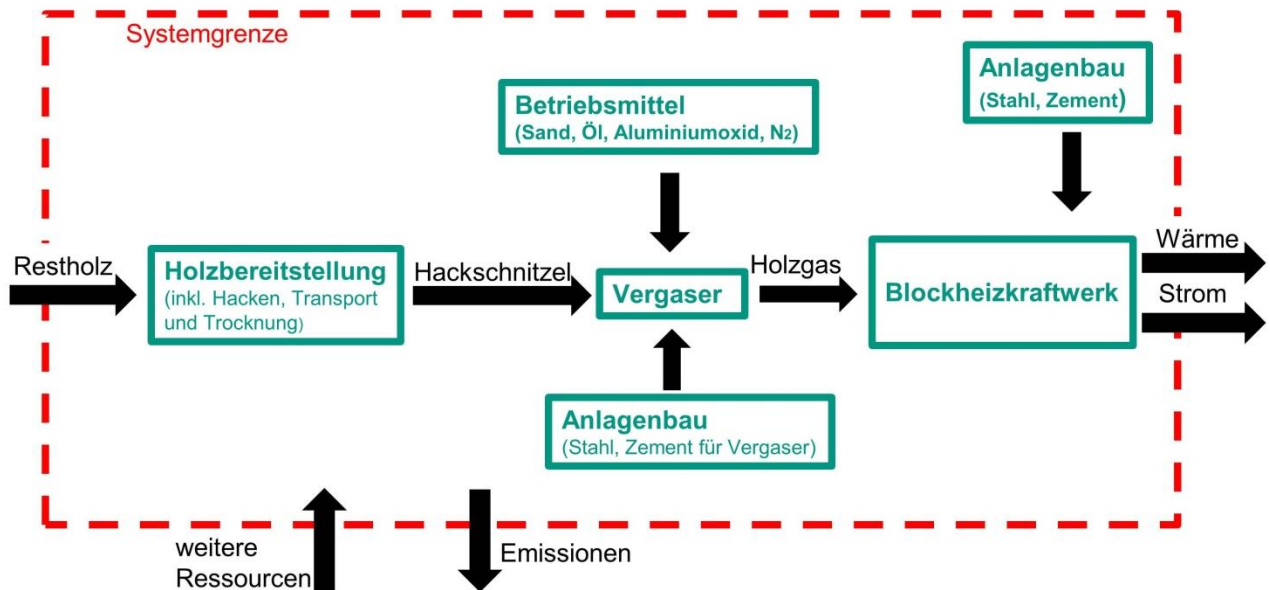 Systemgrenze
Betriebsmittel
(Sand, Öl, Aluminiumoxid, N₂)
Anlagenbau
(Stahl, Zement)
Restholz
Holzbereitstellung
(inkl. Hacken, Transport
und Trocknung)
Hackschnitzel
Vergaser
Holzgas
Blockheizkraftwerk
Wärme
Strom
Anlagenbau
(Stahl, Zement für Vergaser)
weitere
Ressourcen
Emissionen